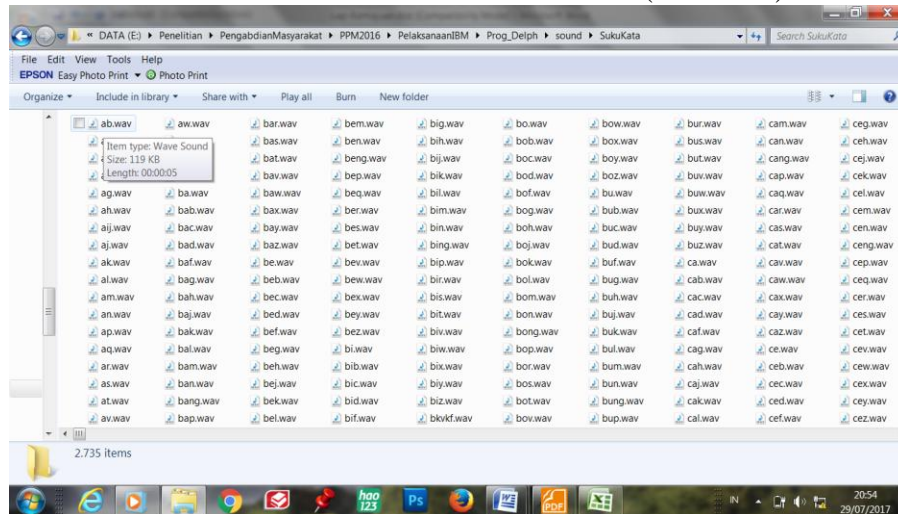 « DATA (E:) ▸ Penelitian ▸ PengabdianMasyarakat ▸ PPM2016 ▸ PelaksanaanIBM ▸ Prog_Delph ▸ sound ▸ SukuKata Search SukuKata
File Edit View Tools Help
EPSON Easy Photo Print Photo Print
Organize Include in library Share with Play all Burn New folder
ab.wav aw.wav bar.wav bem.wav big.wav bo.wav bow.wav bur.wav cam.wav ceg.wav
bas.wav ben.wav bih.wav bob.wav box.wav bus.wav can.wav ceh.wav
Item type: Wave Sound
Size: 119 KB
Length: 00:00:05
bat.wav beng.wav bij.wav boc.wav boy.wav but.wav cang.wav cej.wav
bav.wav bep.wav bik.wav bod.wav boz.wav buv.wav cap.wav cek.wav
ag.wav ba.wav baw.wav beq.wav bil.wav bof.wav bu.wav buw.wav caq.wav cel.wav
ah.wav bab.wav bax.wav ber.wav bim.wav bog.wav bub.wav bux.wav car.wav cem.wav
aij.wav bac.wav bay.wav bes.wav bin.wav boh.wav buc.wav buy.wav cas.wav cen.wav
aj.wav bad.wav baz.wav bet.wav bing.wav boj.wav bud.wav buz.wav cat.wav ceng.wav
ak.wav baf.wav be.wav bev.wav bip.wav bok.wav buf.wav ca.wav cav.wav cep.wav
al.wav bag.wav beb.wav bew.wav bir.wav bol.wav bug.wav cab.wav caw.wav ceq.wav
am.wav bah.wav bec.wav bex.wav bis.wav bom.wav buh.wav cac.wav cax.wav cer.wav
an.wav baj.wav bed.wav bey.wav bit.wav bon.wav buj.wav cad.wav cay.wav ces.wav
ap.wav bak.wav bef.wav bez.wav biv.wav bong.wav buk.wav caf.wav caz.wav cet.wav
aq.wav bal.wav beg.wav bi.wav biw.wav bop.wav bul.wav cag.wav ce.wav cev.wav
ar.wav bam.wav beh.wav bib.wav bix.wav bor.wav bum.wav cah.wav ceb.wav cew.wav
as.wav ban.wav bej.wav bic.wav biy.wav bos.wav bun.wav caj.wav cec.wav cex.wav
at.wav bang.wav bek.wav bid.wav biz.wav bot.wav bung.wav cak.wav ced.wav cey.wav
av.wav bap.wav bel.wav bif.wav bkvkf.wav bov.wav bup.wav cal.wav cef.wav cez.wav
2.735 items
hao123 Ps PDF IN 20:54
29/07/2017